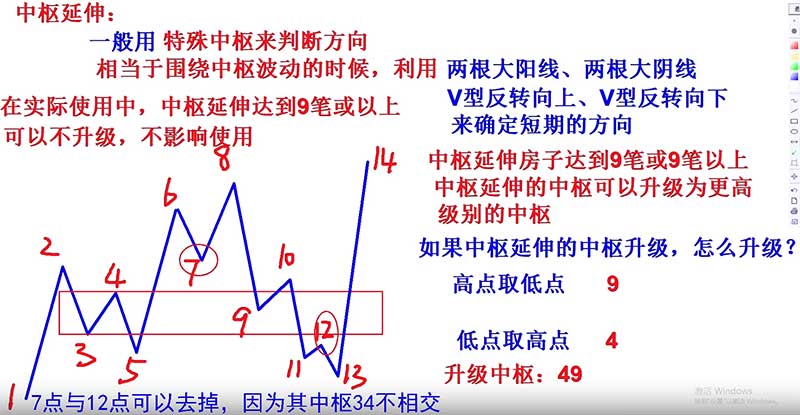 中枢延伸：
一般用 特殊中枢来判断方向
相当于围绕中枢波动的时候，利用 两根大阳线、两根大阴线
V型反转向上、V型反转向下
来确定短期的方向
在实际使用中，中枢延伸达到9笔或以上
可以不升级，不影响使用
中枢延伸房子达到9笔或9笔以上
中枢延伸的中枢可以升级为更高
级别的中枢
如果中枢延伸的中枢升级，怎么升级？
高点取低点 9
低点取高点 4
升级中枢：49
1
2
3
4
5
6
7
8
9
10
11
12
13
14
7点与12点可以去掉，因为其中枢34不相交
激活 Windows